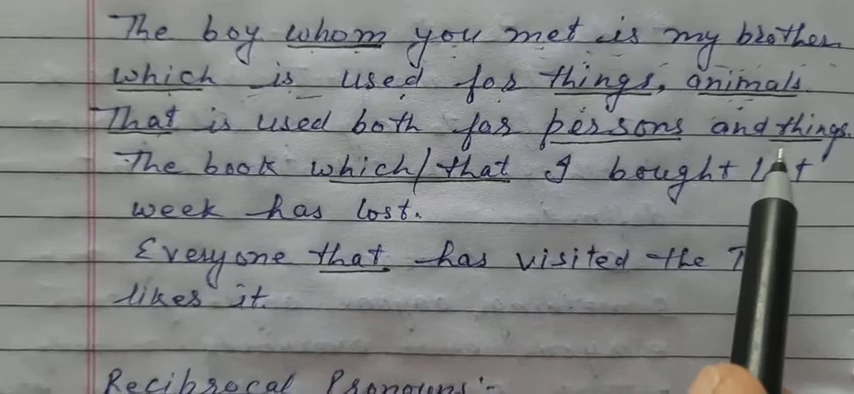 The boy whom you met is my brother.
which is used for things, animals.
That is used both for persons and things.
The book which/that I bought
week has lost.
Everyone that has visited the
likes it.
Reciprocal Pronouns:-